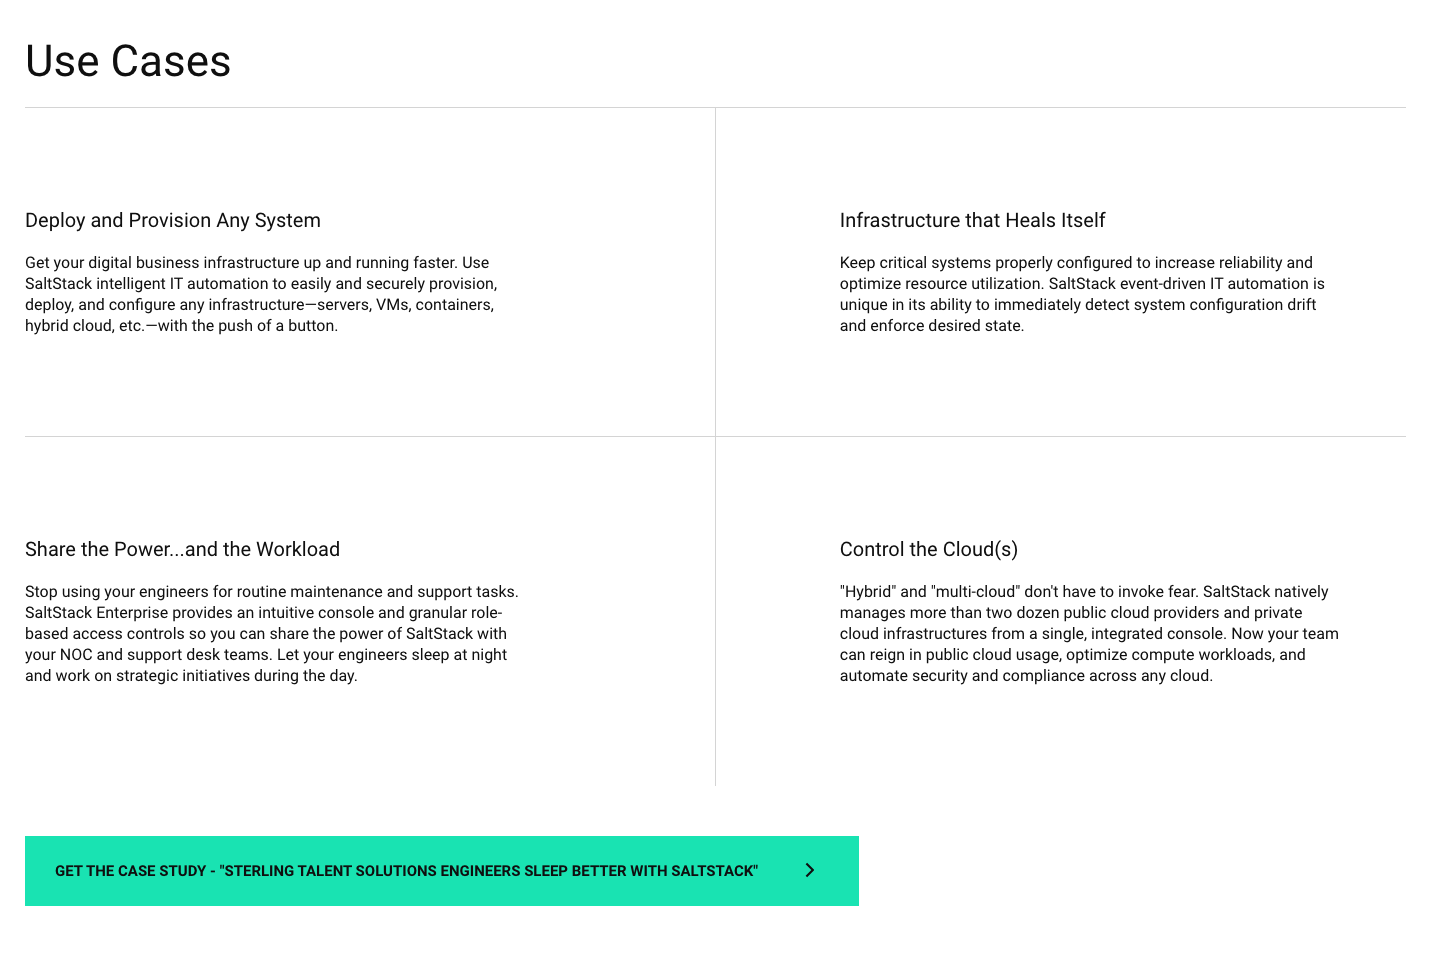 Use Cases
Deploy and Provision Any System
Get your digital business infrastructure up and running faster. Use
SaltStack intelligent IT automation to easily and securely provision,
deploy, and configure any infrastructure—servers, VMs, containers,
hybrid cloud, etc.—with the push of a button.
Infrastructure that Heals Itself
Keep critical systems properly configured to increase reliability and
optimize resource utilization. SaltStack event-driven IT automation is
unique in its ability to immediately detect system configuration drift
and enforce desired state.
Share the Power...and the Workload
Stop using your engineers for routine maintenance and support tasks.
SaltStack Enterprise provides an intuitive console and granular role-
based access controls so you can share the power of SaltStack with
your NOC and support desk teams. Let your engineers sleep at night
and work on strategic initiatives during the day.
Control the Cloud(s)
"Hybrid" and "multi-cloud" don't have to invoke fear. SaltStack natively
manages more than two dozen public cloud providers and private
cloud infrastructures from a single, integrated console. Now your team
can reign in public cloud usage, optimize compute workloads, and
automate security and compliance across any cloud.
GET THE CASE STUDY - "STERLING TALENT SOLUTIONS ENGINEERS SLEEP BETTER WITH SALTSTACK"